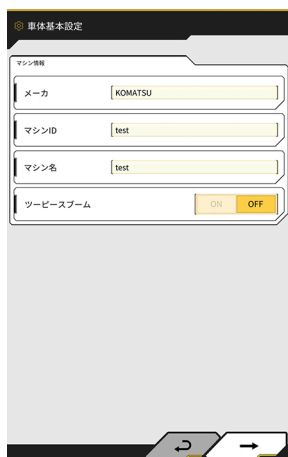 車体基本設定
マシン情報
メーカ
KOMATSU
マシンID
test
マシン名
test
ツーピースブーム
ON
OFF